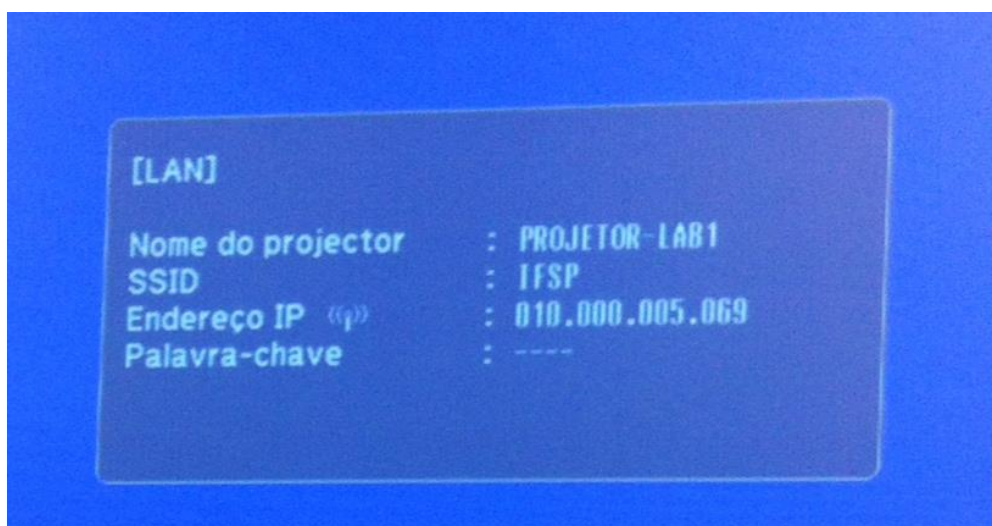 [LAN]
Nome do projector : PROJETOR-LAB1
SSID : IFSP
Endereço IP : 010.000.005.069
Palavra-chave : ----